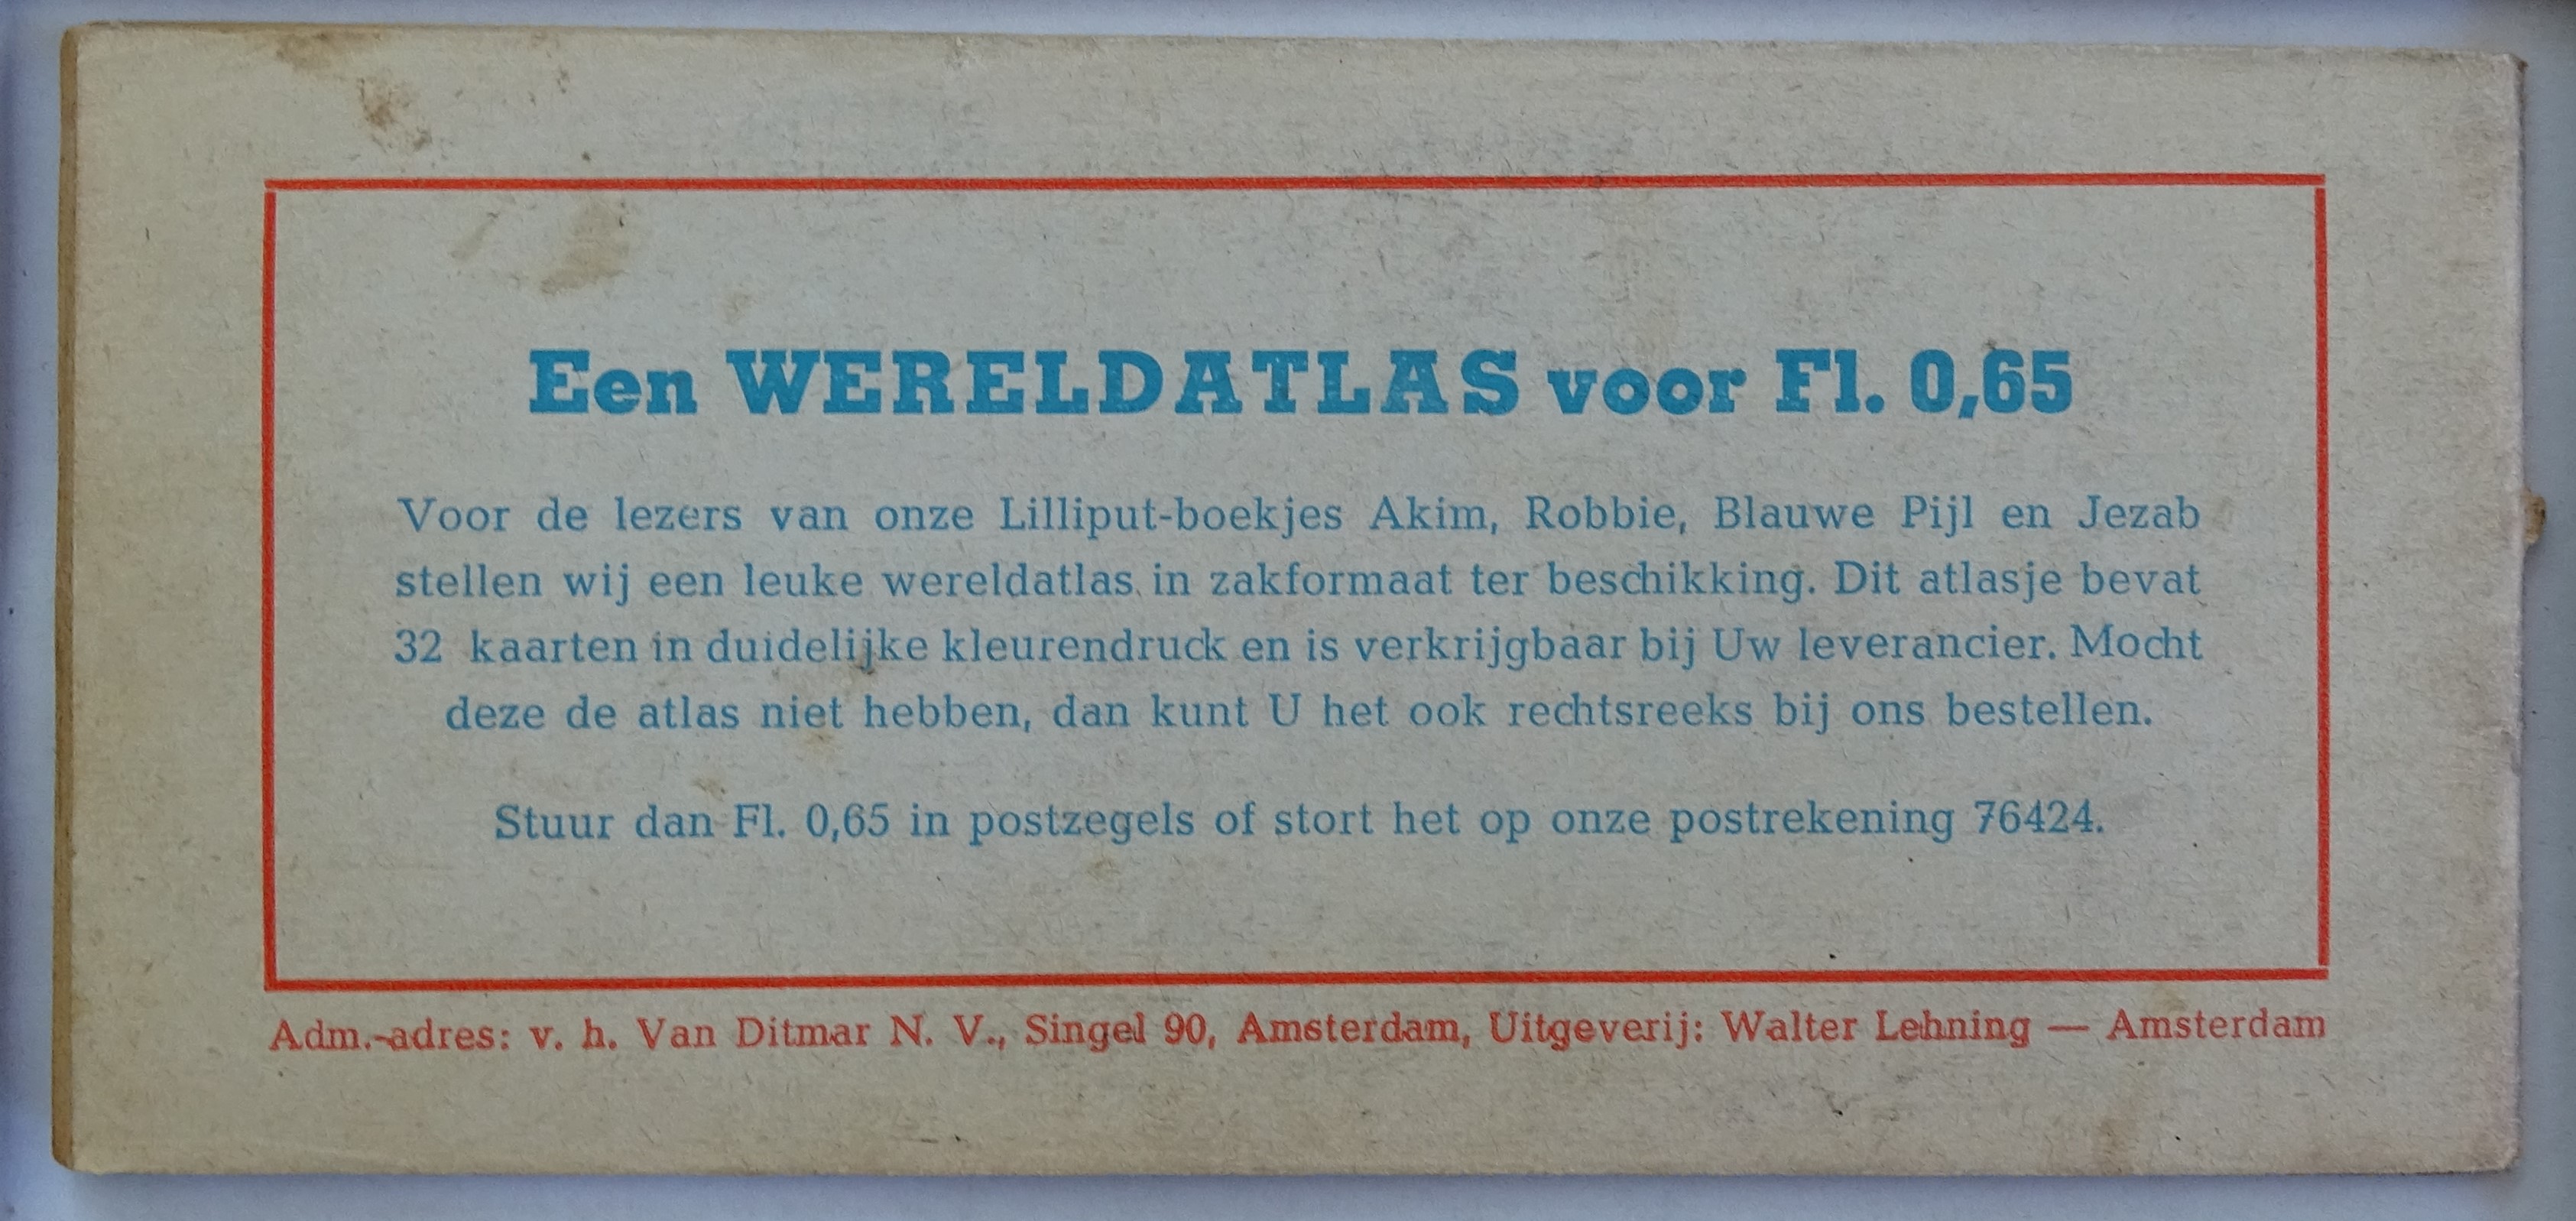 Een WERELDATLAS voor Fl. 0,65
Voor de lezers van onze Lilliput-boekjes Akim, Robbie, Blauwe Pijl en Jezab
stellen wij een leuke wereldatlas in zakformaat ter beschikking. Dit atlasje bevat
32 kaarten in duidelijke kleurendruck en is verkrijgbaar bij Uw leverancier. Mocht
deze de atlas niet hebben, dan kunt U het ook rechtsreeks bij ons bestellen.
Stuur dan Fl. 0,65 in postzegels of stort het op onze postrekening 76424.
Adm.-adres: v. h. Van Ditmar N. V., Singel 90, Amsterdam, Uitgeverij: Walter Lehning — Amsterdam